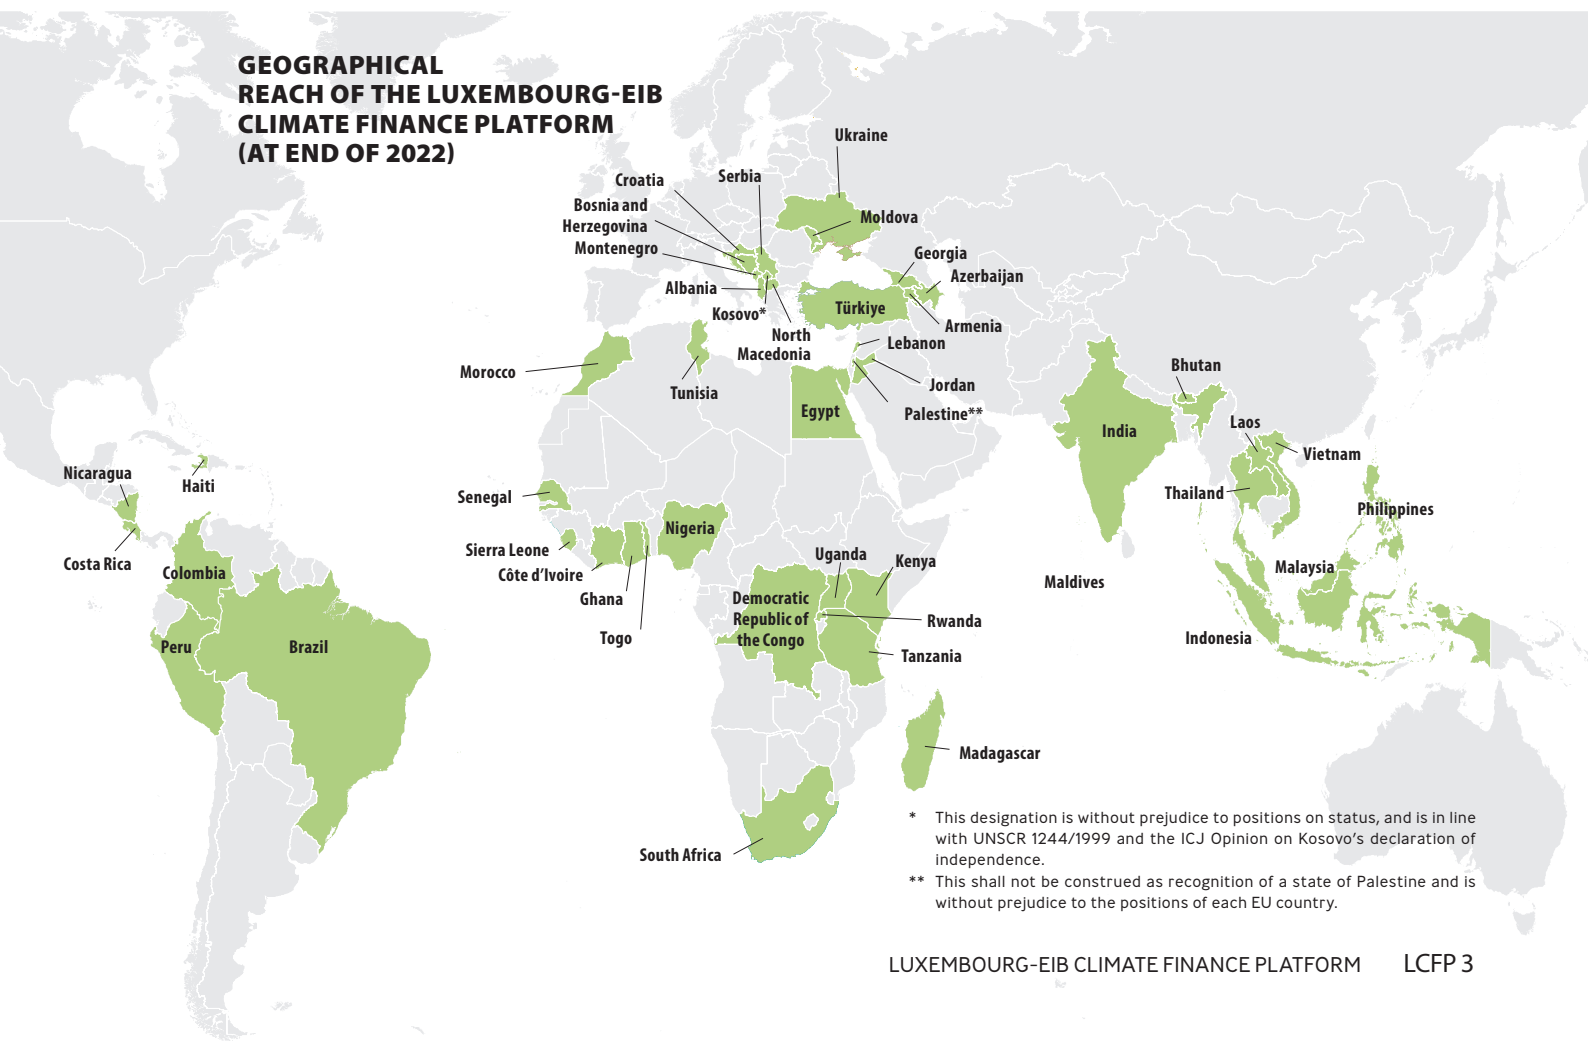 GEOGRAPHICAL
REACH OF THE LUXEMBOURG-EIB
CLIMATE FINANCE PLATFORM
(AT END OF 2022)
Ukraine
Croatia
Serbia
Bosnia and
Herzegovina
Montenegro
Moldova
Georgia
Azerbaijan
Albania
Kosovo*
Türkiye
North
Macedonia
Armenia
Lebanon
Morocco
Tunisia
Jordan
Palestine**
Egypt
Bhutan
India
Laos
Vietnam
Thailand
Philippines
Nicaragua
Haiti
Costa Rica
Colombia
Senegal
Sierra Leone
Côte d'Ivoire
Ghana
Togo
Nigeria
Uganda
Kenya
Democratic
Republic of
the Congo
Rwanda
Tanzania
Maldives
Malaysia
Indonesia
Peru
Brazil
Madagascar
South Africa
* This designation is without prejudice to positions on status, and is in line
with UNSCR 1244/1999 and the ICJ Opinion on Kosovo's declaration of
independence.
** This shall not be construed as recognition of a state of Palestine and is
without prejudice to the positions of each EU country.
LUXEMBOURG-EIB CLIMATE FINANCE PLATFORM LCFP 3